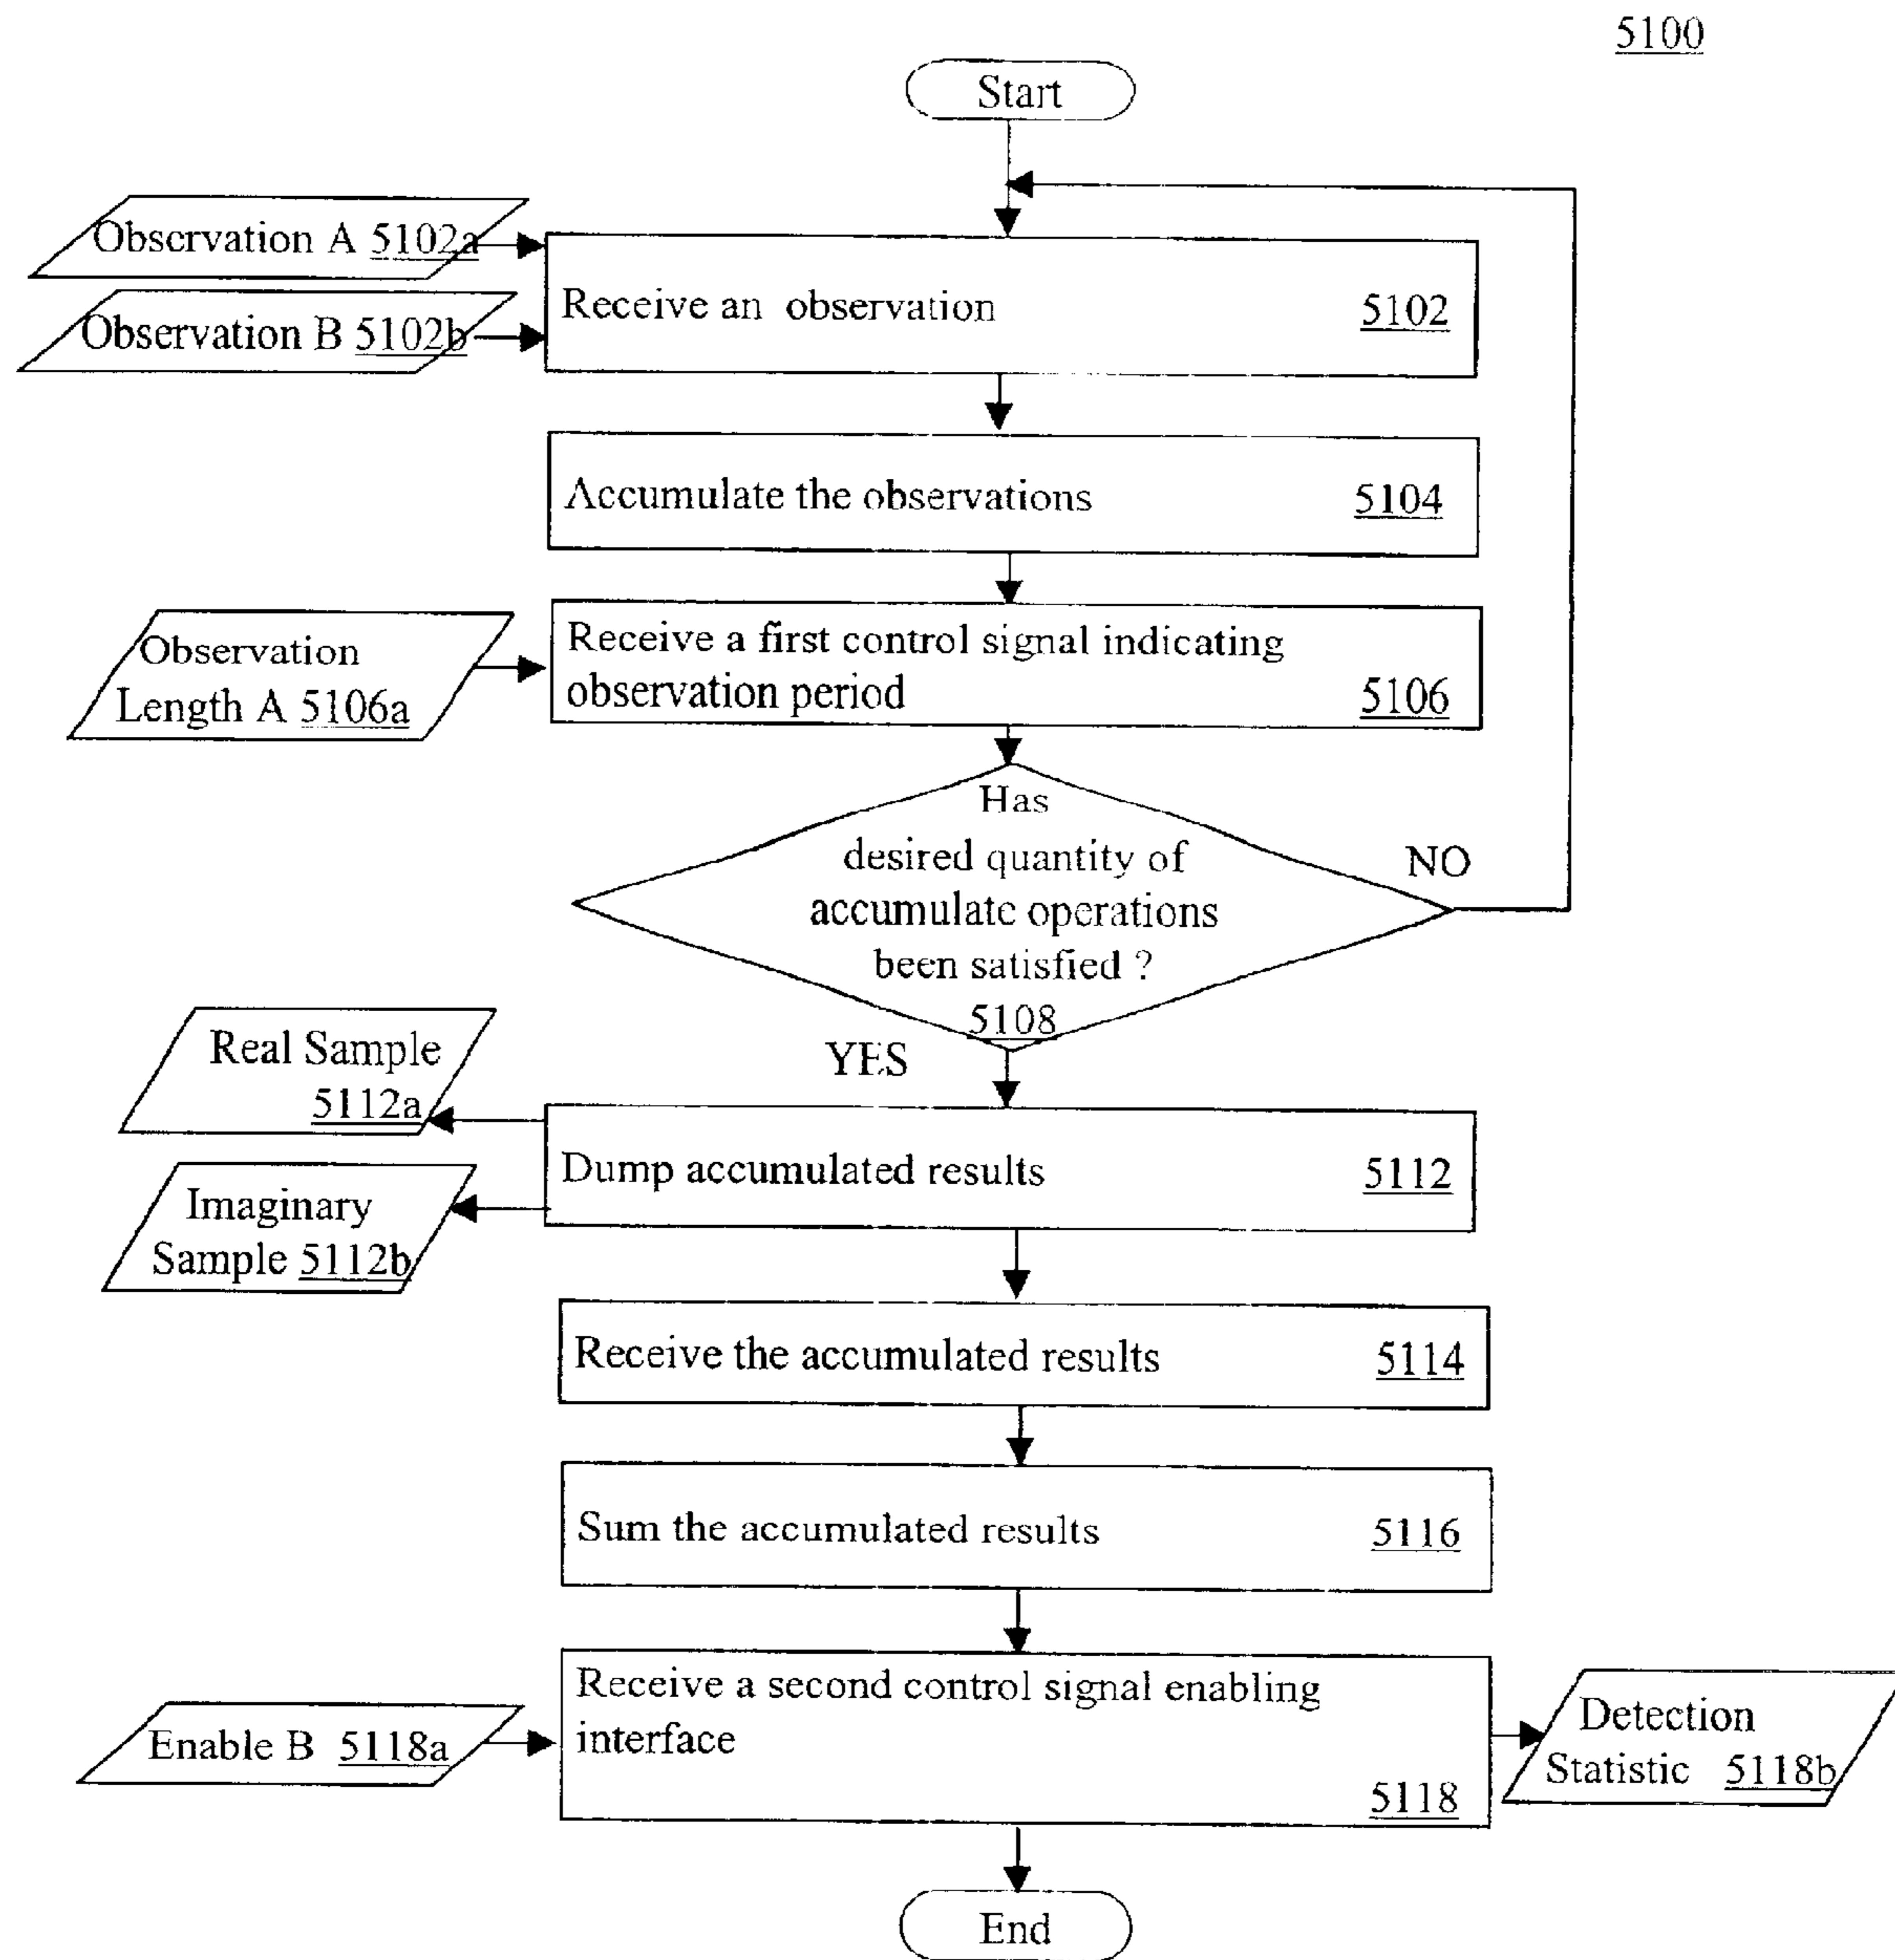 5100
Start
Observation A 5102a
Observation B 5102b
Receive an observation 5102
Accumulate the observations 5104
Observation
Length A 5106a
Receive a first control signal indicating
observation period 5106
Has
desired quantity of
accumulate operations
been satisfied ?
5108
NO
YES
Real Sample
5112a
Imaginary
Sample 5112b
Dump accumulated results 5112
Receive the accumulated results 5114
Sum the accumulated results 5116
Enable B 5118a
Receive a second control signal enabling
interface
5118
Detection
Statistic 5118b
End